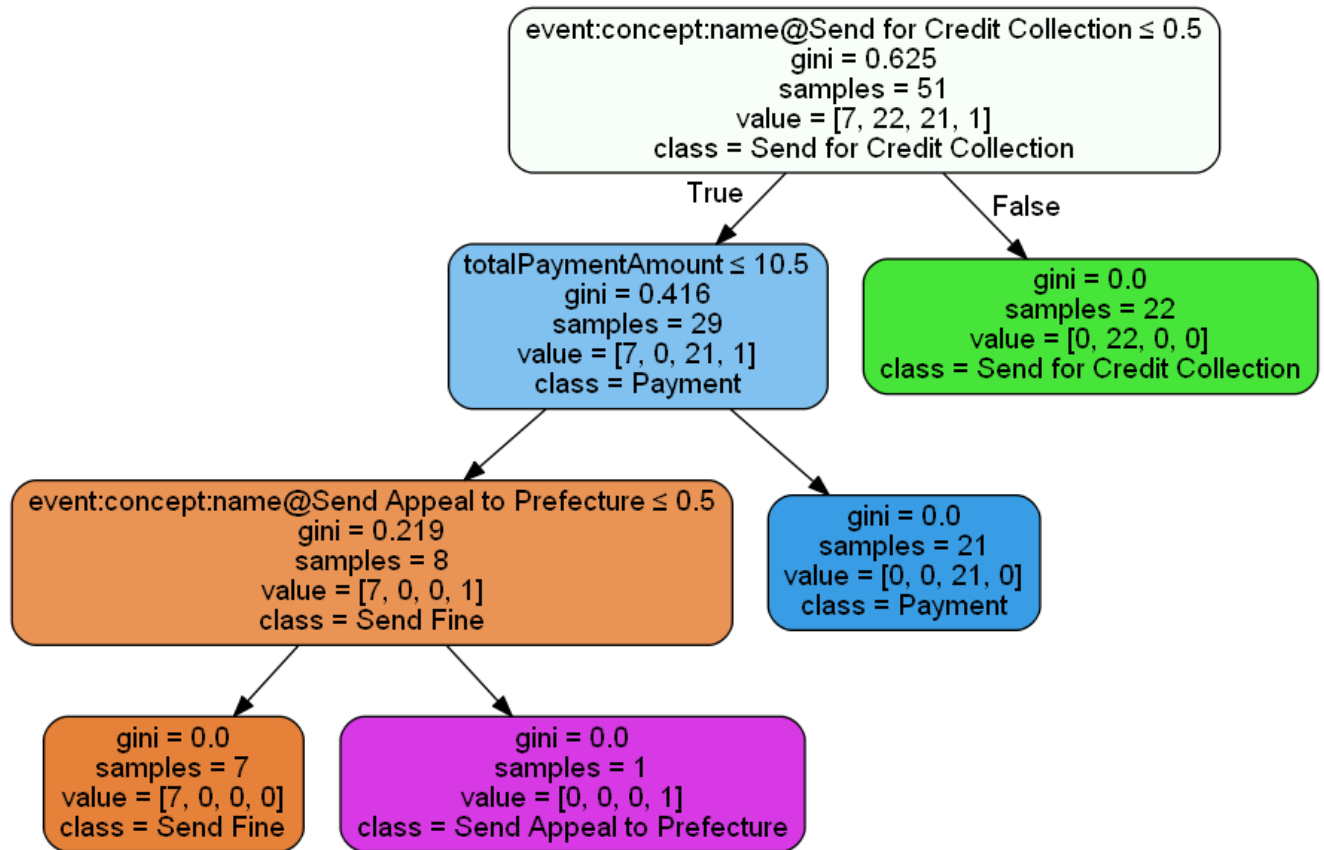 event:concept:name@Send for Credit Collection ≤ 0.5
gini = 0.625
samples = 51
value = [7, 22, 21, 1]
class = Send for Credit Collection
True
False
totalPaymentAmount ≤ 10.5
gini = 0.416
samples = 29
value = [7, 0, 21, 1]
class = Payment
gini = 0.0
samples = 22
value = [0, 22, 0, 0]
class = Send for Credit Collection
event:concept:name@Send Appeal to Prefecture ≤ 0.5
gini = 0.219
samples = 8
value = [7, 0, 0, 1]
class = Send Fine
gini = 0.0
samples = 21
value = [0, 0, 21, 0]
class = Payment
gini = 0.0
samples = 7
value = [7, 0, 0, 0]
class = Send Fine
gini = 0.0
samples = 1
value = [0, 0, 0, 1]
class = Send Appeal to Prefecture